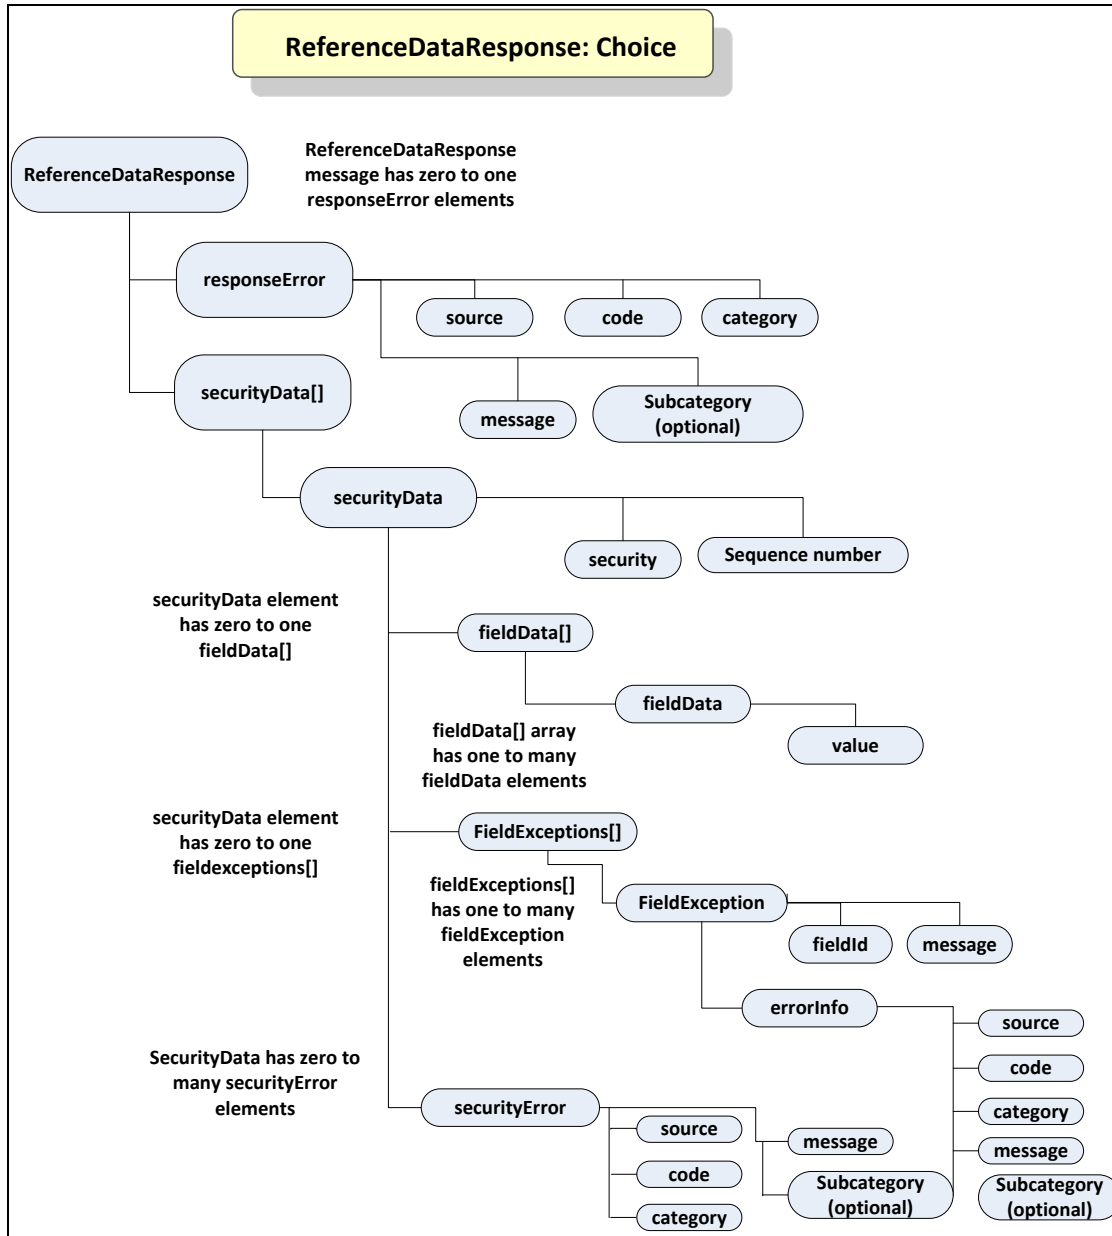 ReferenceDataResponse: Choice
ReferenceDataResponse
ReferenceDataResponse
message has zero to one
responseError elements
responseError
source
code
category
securityData[]
message
Subcategory
(optional)
securityData
security
Sequence number
securityData element
has zero to one
fieldData[]
fieldData[]
fieldData
value
fieldData[] array
has one to many
fieldData elements
securityData element
has zero to one
fieldexceptions[]
FieldExceptions[]
fieldExceptions[]
has one to many
fieldException
elements
FieldException
fieldId
message
errorInfo
source
code
category
message
Subcategory
(optional)
SecurityData has zero to
many securityError
elements
securityError
source
code
category
message
Subcategory
(optional)